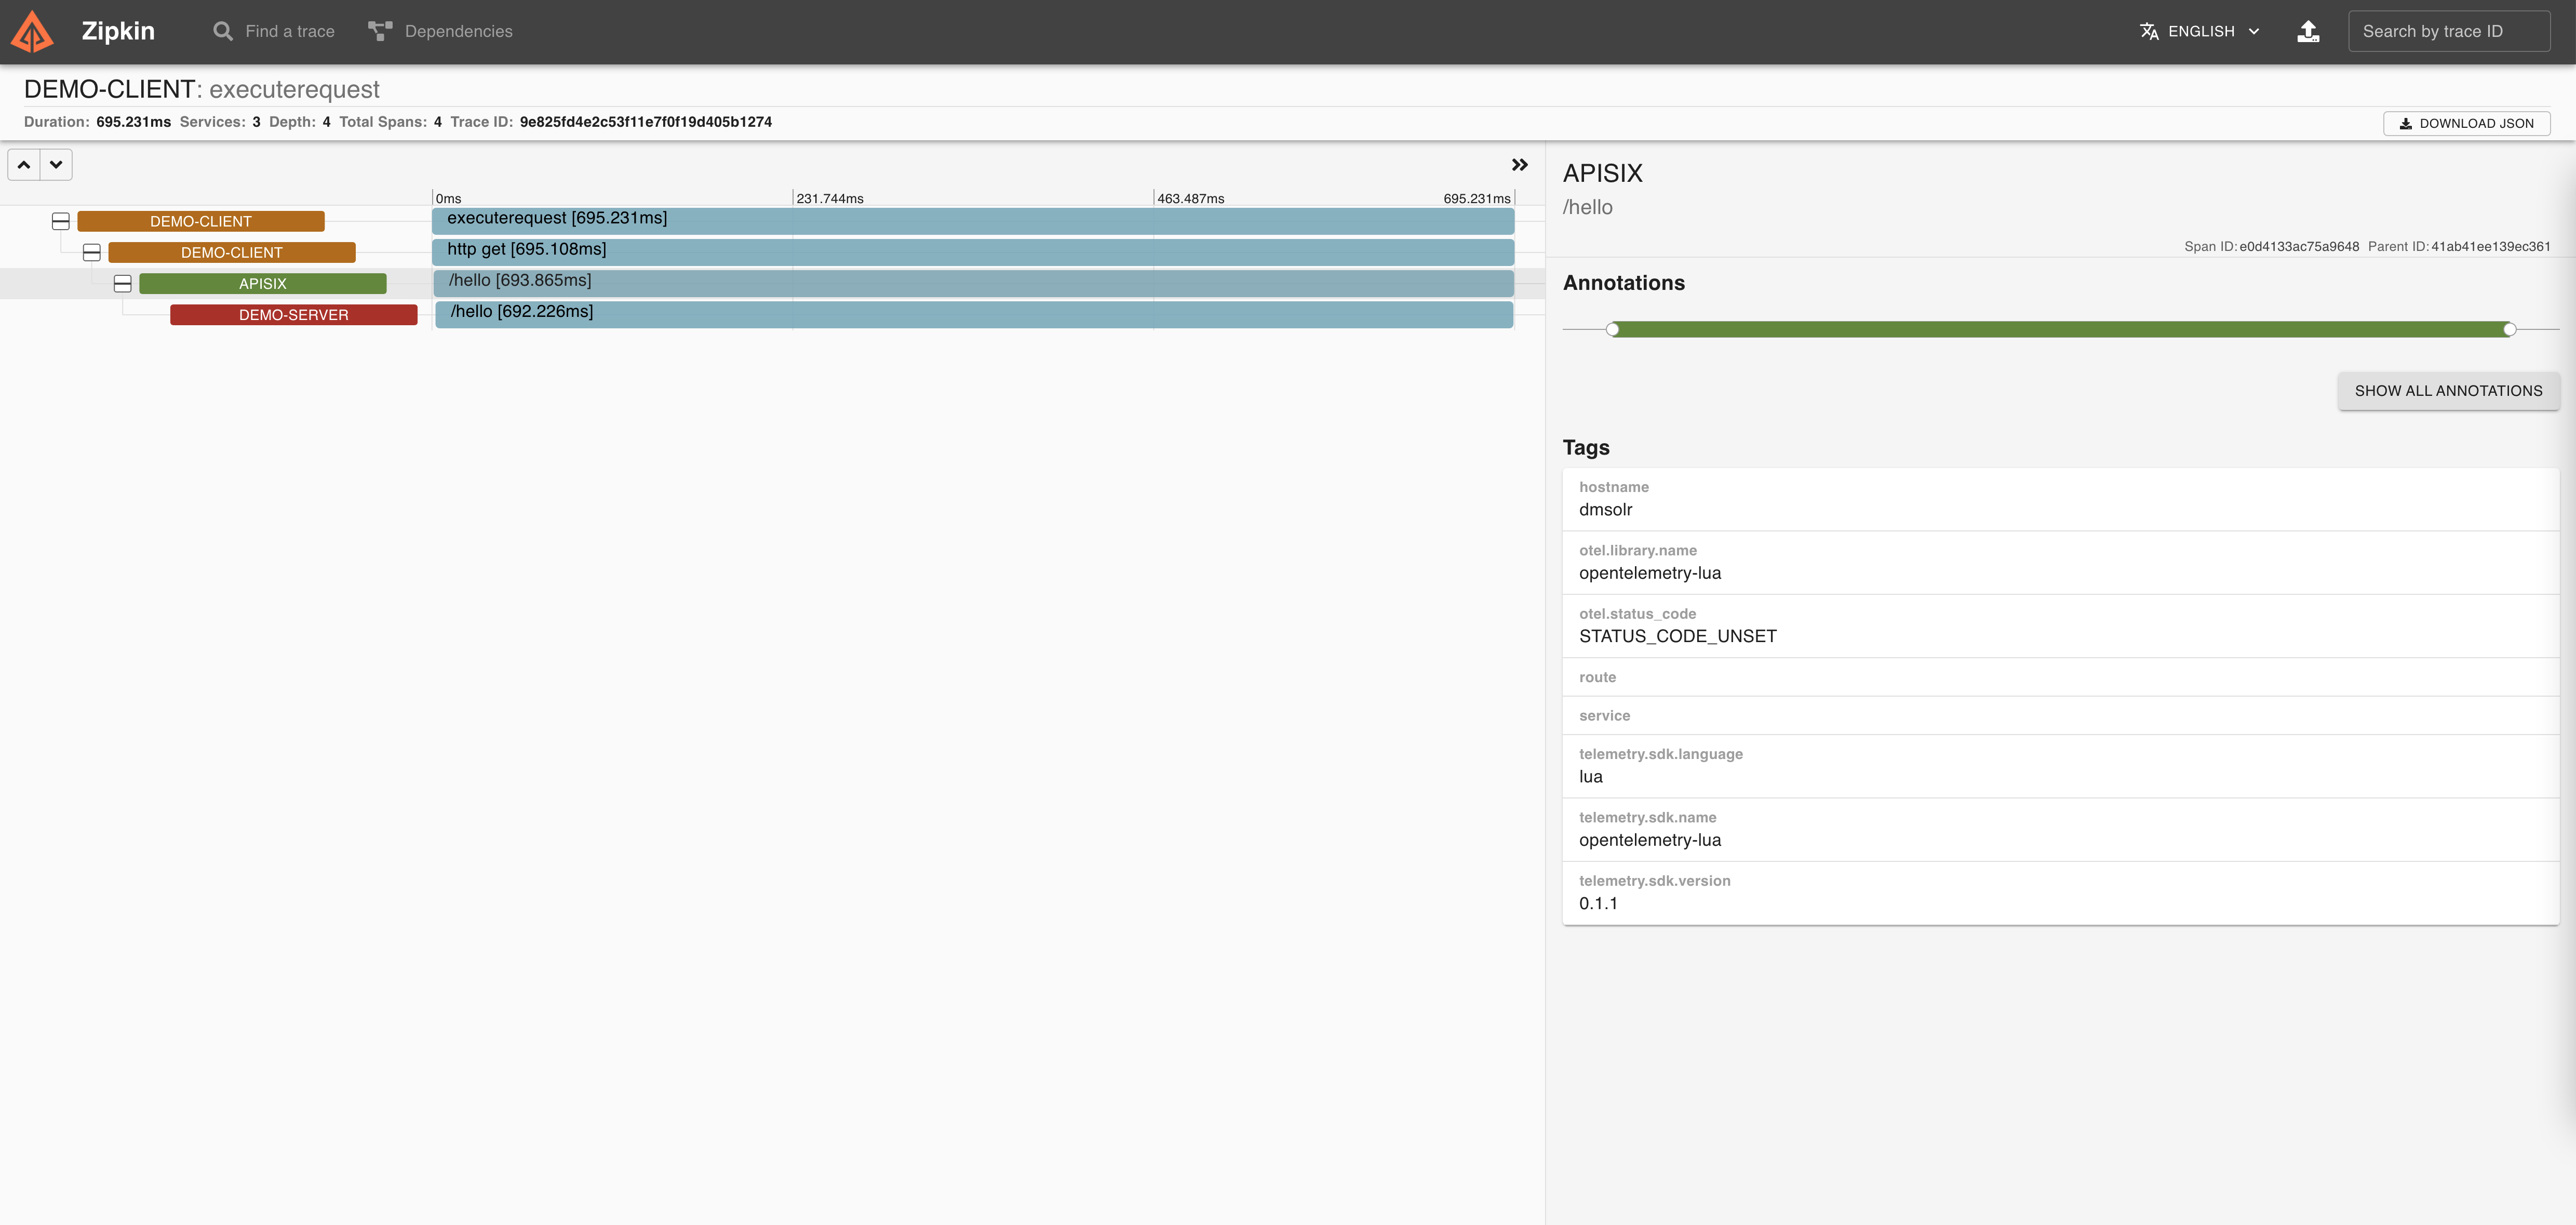 Zipkin
Find a trace
Dependencies
ENGLISH
Search by trace ID
DEMO-CLIENT: executerequest
Duration: 695.231ms Services: 3 Depth: 4 Total Spans: 4 Trace ID: 9e825fd4e2c53f11e7f0f19d405b1274
DOWNLOAD JSON
0ms
231.744ms
463.487ms
695.231ms
DEMO-CLIENT
executerequest [695.231ms]
DEMO-CLIENT
http get [695.108ms]
APISIX
/hello [693.865ms]
DEMO-SERVER
/hello [692.226ms]
APISIX
/hello
Span ID: e0d4133ac75a9648 Parent ID: 41ab41ee139ec361
Annotations
SHOW ALL ANNOTATIONS
Tags
hostname
dmsolr
otel.library.name
opentelemetry-lua
otel.status_code
STATUS_CODE_UNSET
route
service
telemetry.sdk.language
lua
telemetry.sdk.name
opentelemetry-lua
telemetry.sdk.version
0.1.1